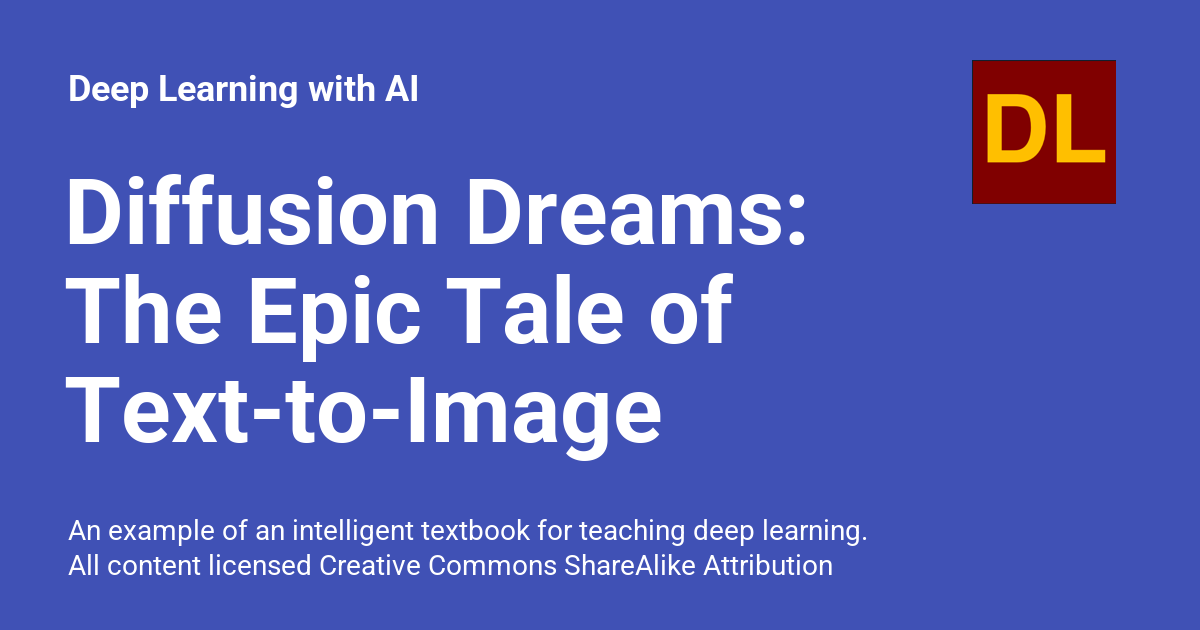 Deep Learning with AI
DL
Diffusion Dreams:
The Epic Tale of
Text-to-Image
An example of an intelligent textbook for teaching deep learning.
All content licensed Creative Commons ShareAlike Attribution